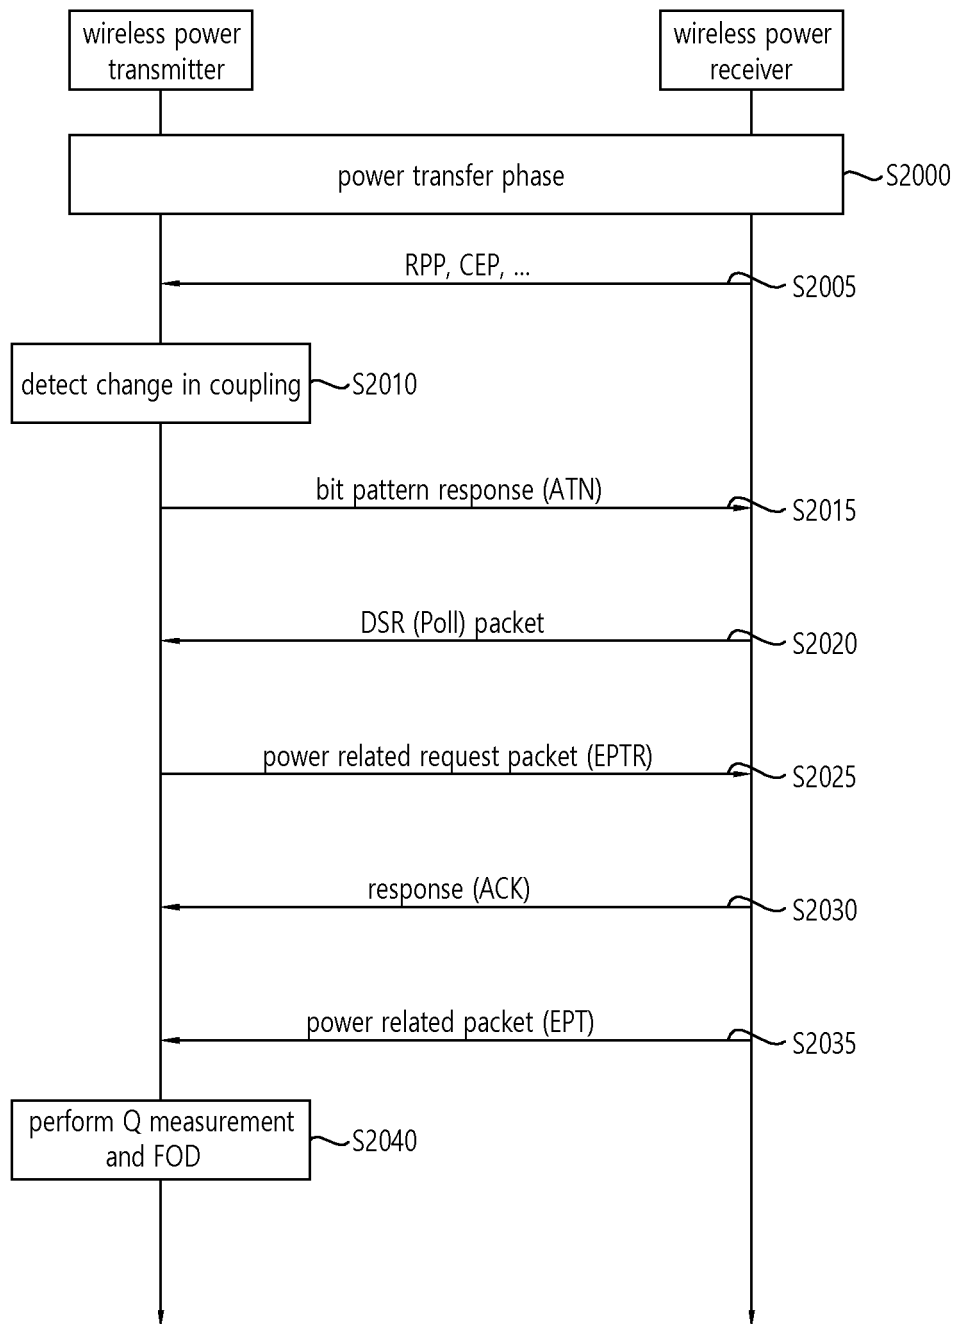 wireless power
transmitter
wireless power
receiver
power transfer phase
S2000
RPP, CEP, ...
S2005
detect change in coupling
S2010
bit pattern response (ATN)
S2015
DSR (Poll) packet
S2020
power related request packet (EPTR)
S2025
response (ACK)
S2030
power related packet (EPT)
S2035
perform Q measurement
and FOD
S2040